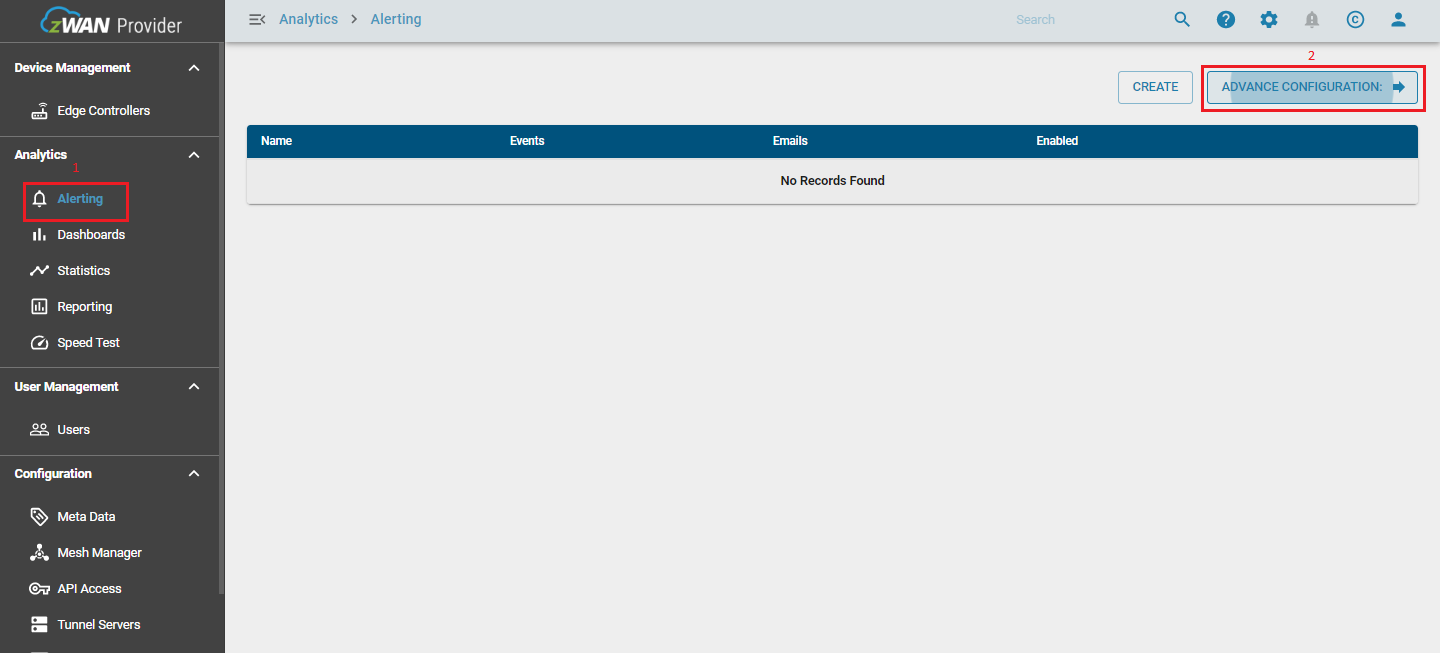 zWAN Provider
Analytics > Alerting
Search
2
CREATE
ADVANCE CONFIGURATION:
Device Management
Edge Controllers
Analytics
1
Alerting
Dashboards
Statistics
Reporting
Speed Test
User Management
Users
Configuration
Meta Data
Mesh Manager
API Access
Tunnel Servers
Name Events Emails Enabled
No Records Found